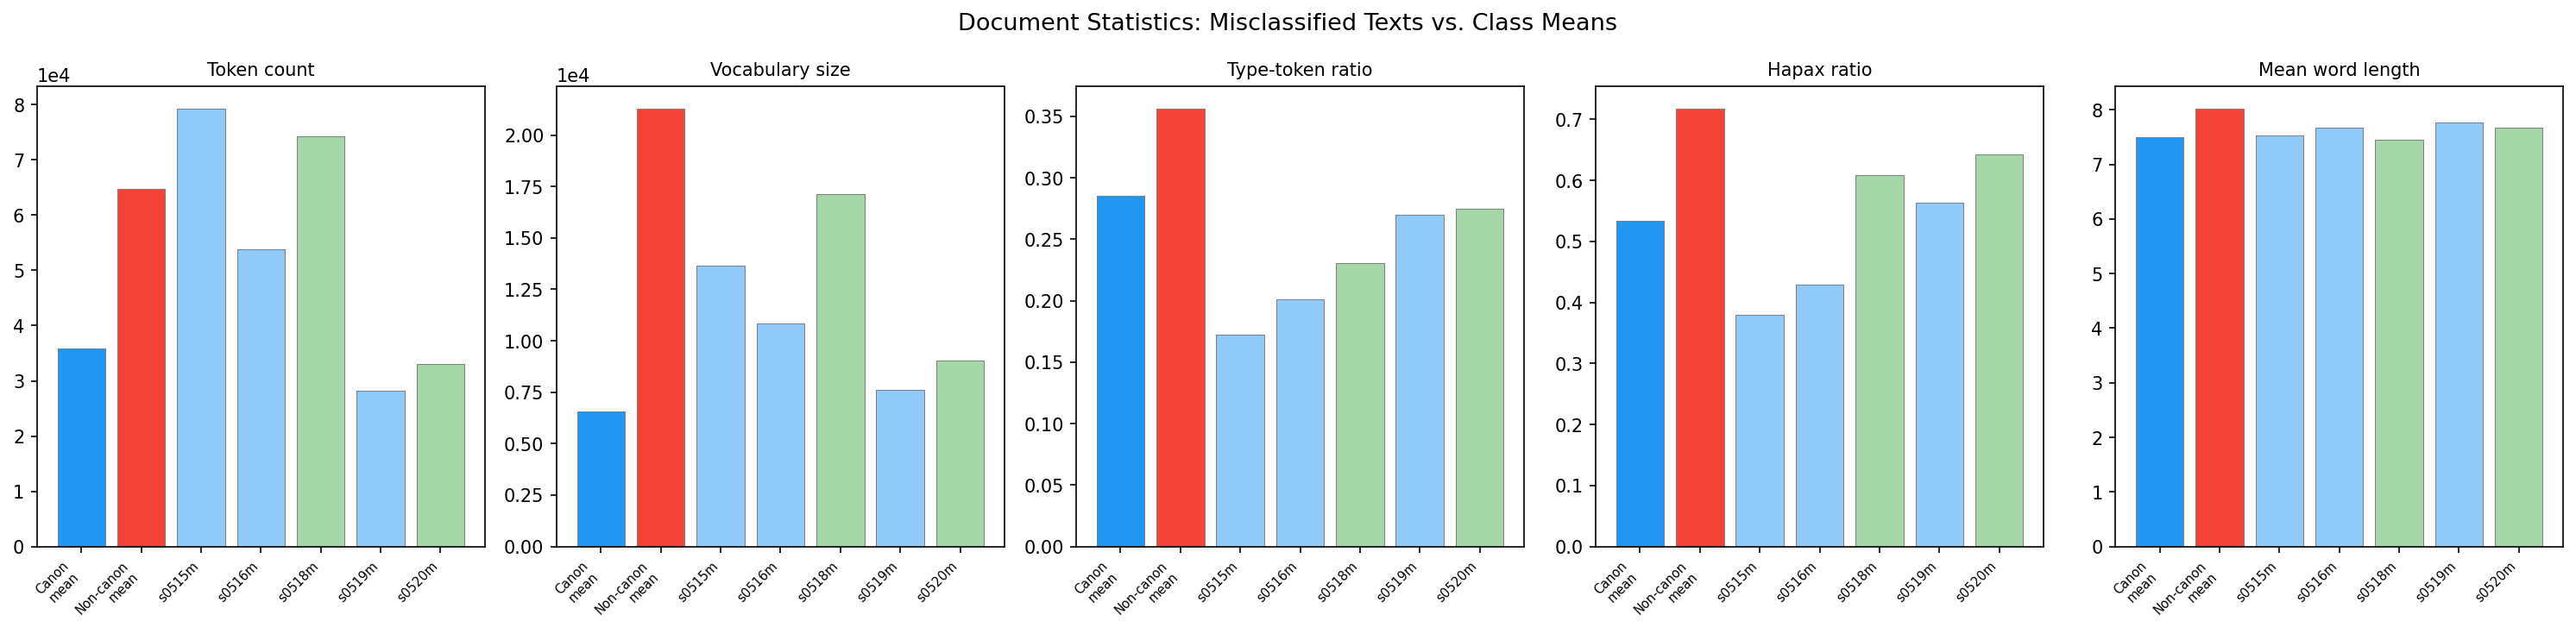 Document Statistics: Misclassified Texts vs. Class Means
Token count
1e4
8
7
6
5
4
3
2
1
0
Canon
mean
Non-canon
mean
s0515m
s0516m
s0518m
s0519m
s0520m
Vocabulary size
1e4
2.00
1.75
1.50
1.25
1.00
0.75
0.50
0.25
0.00
Canon
mean
Non-canon
mean
s0515m
s0516m
s0518m
s0519m
s0520m
Type-token ratio
0.35
0.30
0.25
0.20
0.15
0.10
0.05
0.00
Canon
mean
Non-canon
mean
s0515m
s0516m
s0518m
s0519m
s0520m
Hapax ratio
0.7
0.6
0.5
0.4
0.3
0.2
0.1
0.0
Canon
mean
Non-canon
mean
s0515m
s0516m
s0518m
s0519m
s0520m
Mean word length
8
7
6
5
4
3
2
1
0
Canon
mean
Non-canon
mean
s0515m
s0516m
s0518m
s0519m
s0520m